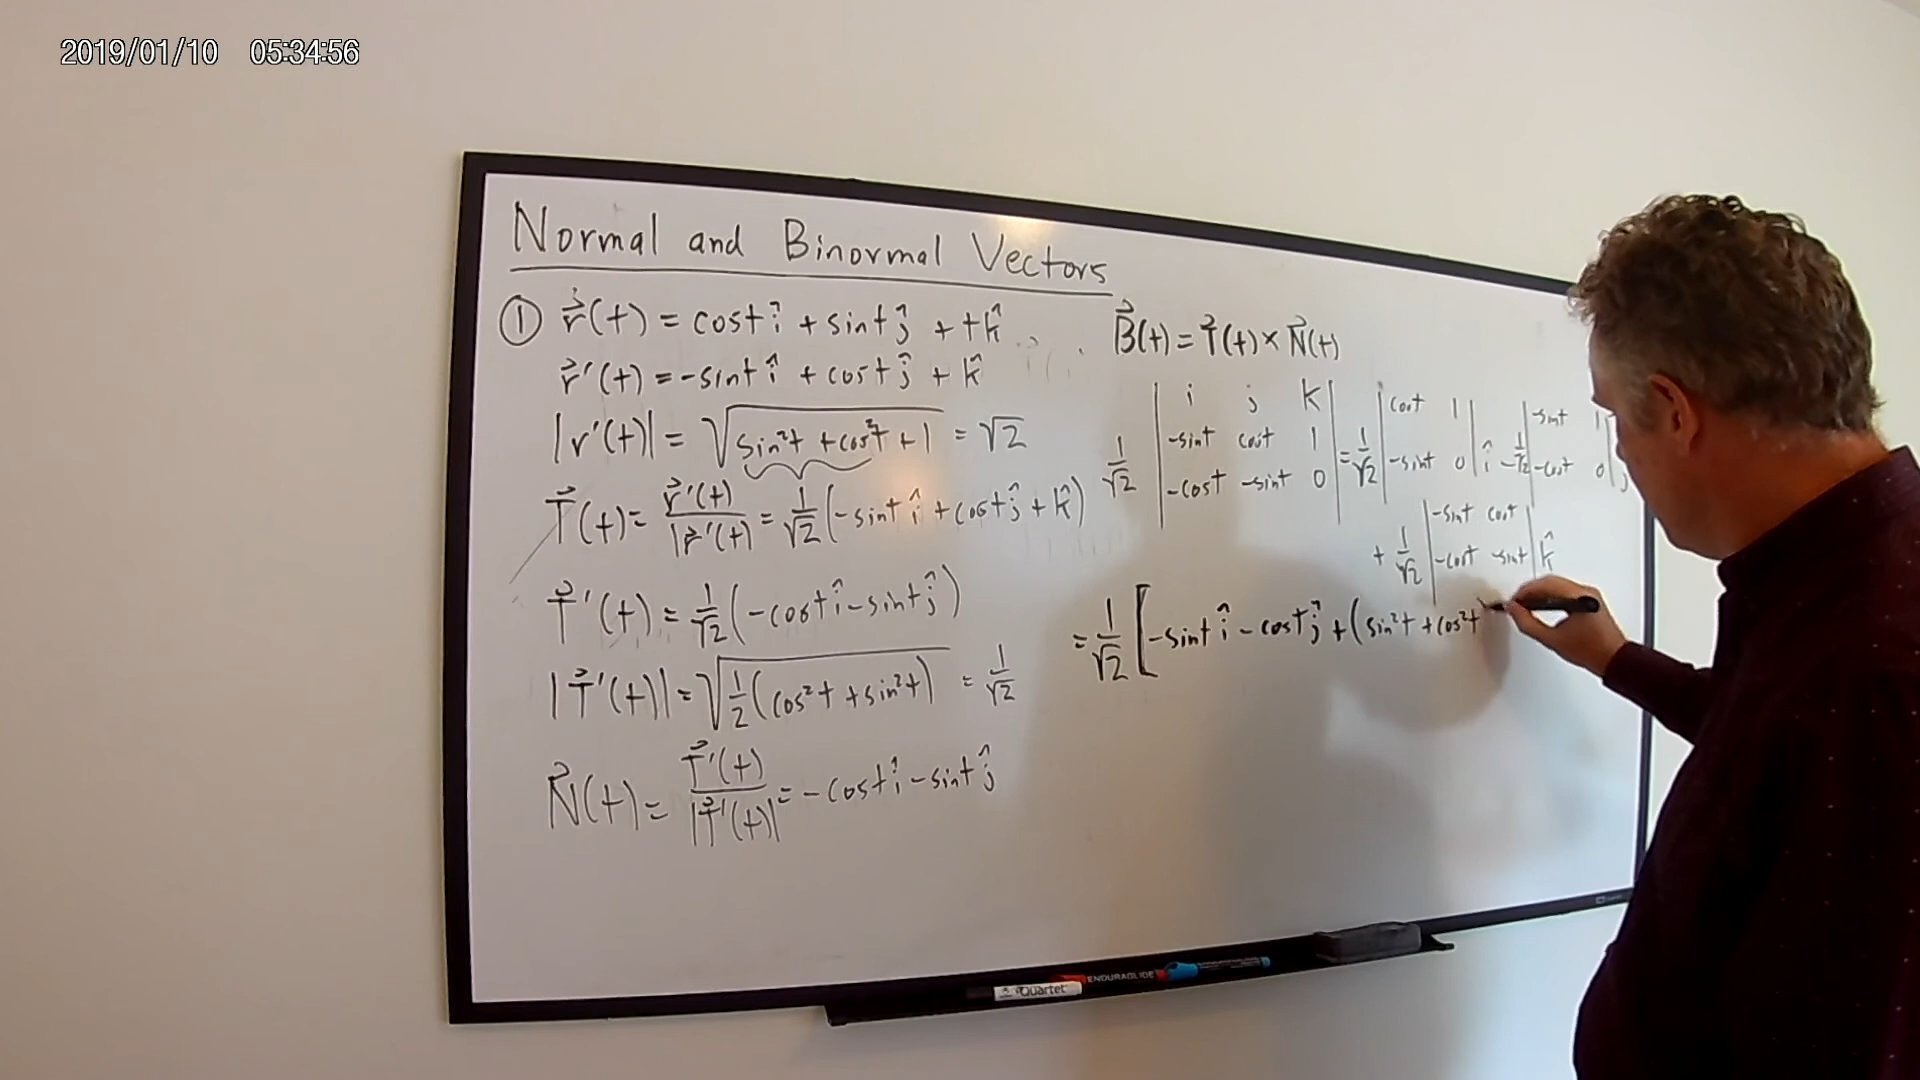 2019/01/10 05:34:56
Normal and Binormal Vectors
① r⃗(t) = cost î + sint ĵ + t k̂
r⃗'(t) = -sint î + cost ĵ + k̂
|r'(t)| = √(sin²t + cos²t + 1) = √2
T⃗(t) = r⃗'(t)/|r⃗'(t)| = 1/√2 (-sint î + cost ĵ + k̂)
T⃗'(t) = 1/√2 (-cost î - sint ĵ)
|T⃗'(t)| = √(1/2 (cos²t + sin²t)) = 1/√2
N⃗(t) = T⃗'(t)/|T⃗'(t)| = -cost î - sint ĵ
B⃗(t) = T⃗(t) × N⃗(t)
1/√2 | i j k; -sint cost 1; -cost -sint 0 | = 1/√2 | cost 1; -sint 0 | î - 1/√2 | -sint 1; -cost 0 | j
+ 1/√2 | -sint cost; -cost -sint | k̂
= 1/√2 [ -sint î - cost ĵ + (sin²t + cos²t
Quartet
ENDURAGLIDE